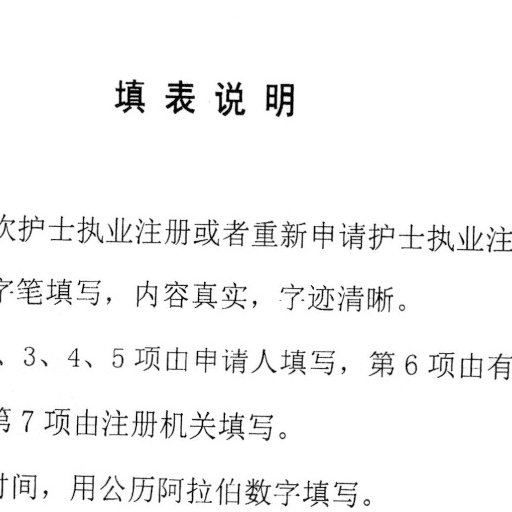 填表说明
次护士执业注册或者重新申请护士执业注
字笔填写，内容真实，字迹清晰。
、3、4、5 项由申请人填写，第 6 项由有
第 7 项由注册机关填写。
时间，用公历阿拉伯数字填写。